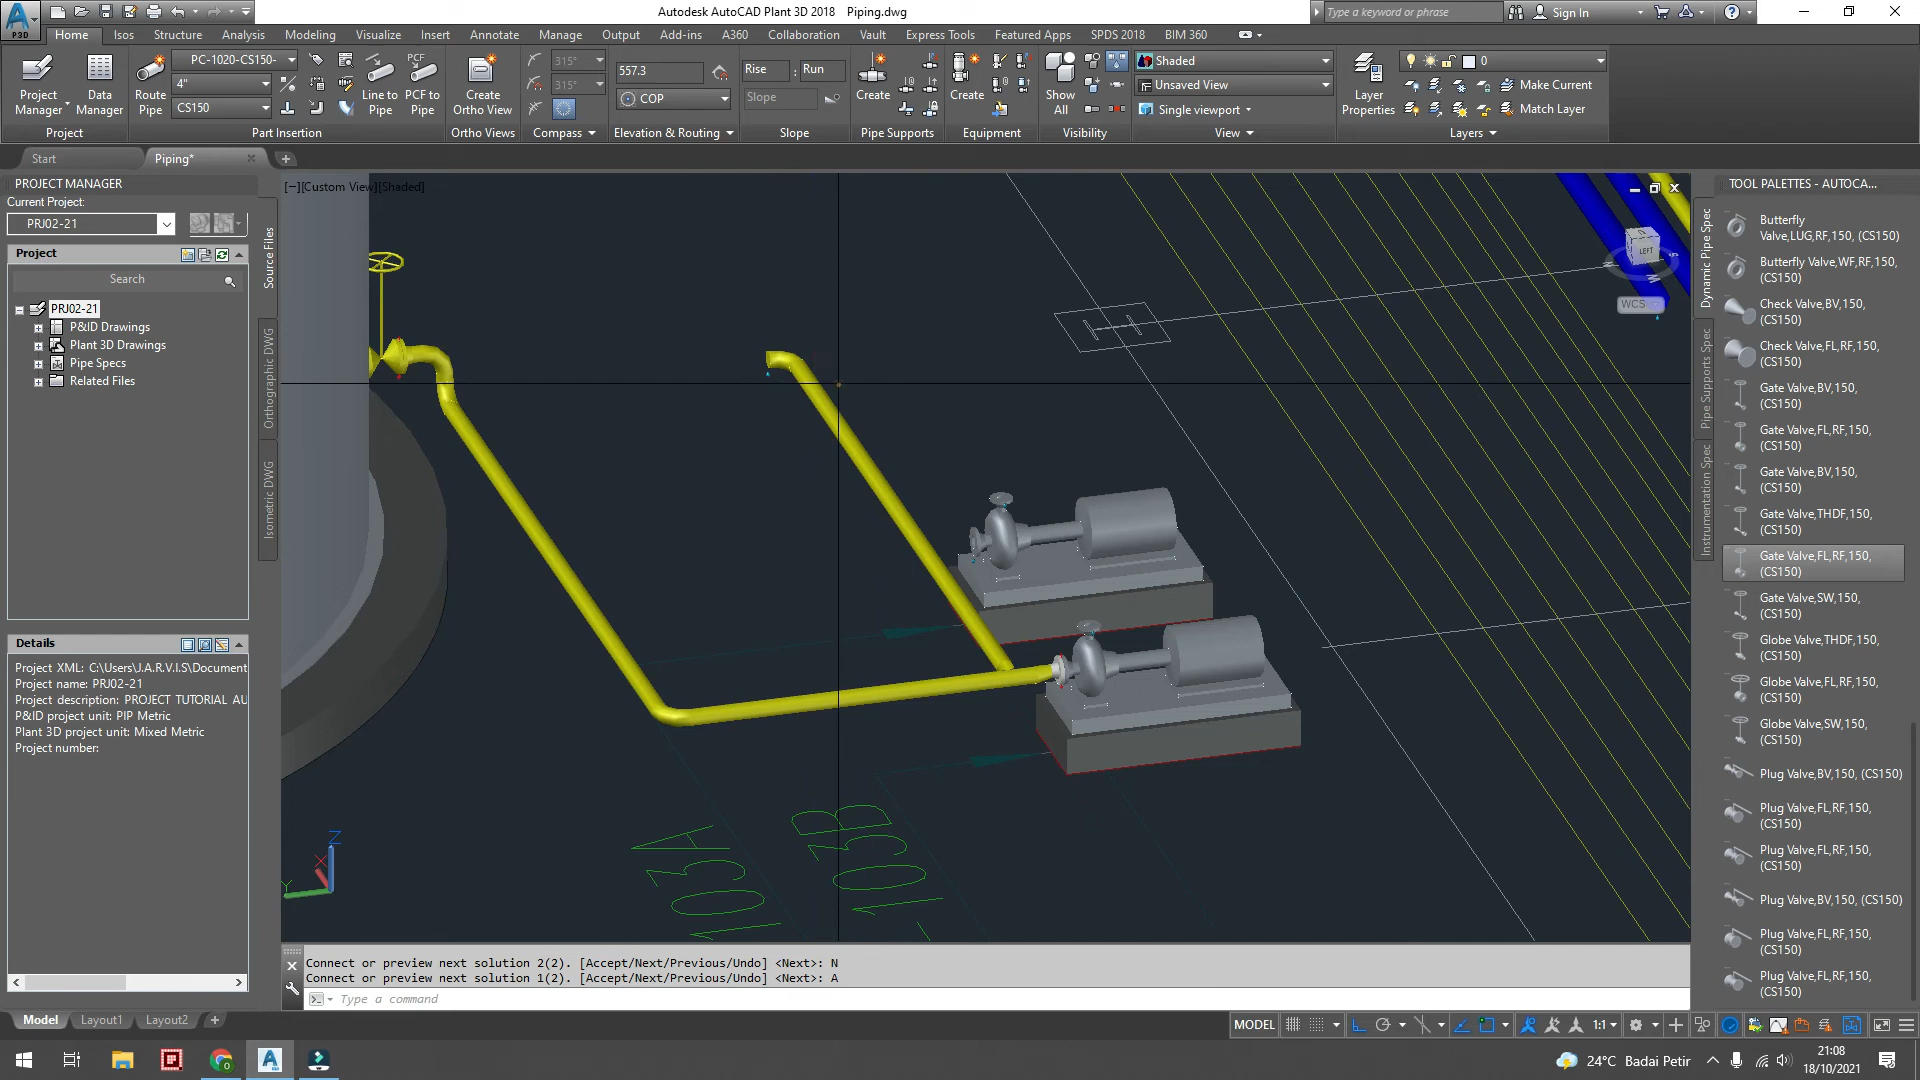 Autodesk AutoCAD Plant 3D 2018 Piping.dwg
Type a keyword or phrase
Sign In
P3D
Home Isos Structure Analysis Modeling Visualize Insert Annotate Manage Output Add-ins A360 Collaboration Vault Express Tools Featured Apps SPDS 2018 BIM 360
Project Manager
Data Manager
Project
Route Pipe
PC-1020-CS150-
4"
CS150
Line to Pipe
PCF
PCF to Pipe
Part Insertion
Create Ortho View
Ortho Views
315°
315°
Compass
557.3
COP
Elevation & Routing
Rise : Run
Slope
Slope
Create
Pipe Supports
Create
Equipment
Show All
Visibility
Shaded
Unsaved View
Single viewport
View
Layer Properties
0
Make Current
Match Layer
Layers
Start
Piping*
PROJECT MANAGER
Current Project:
PRJ02-21
Project
Search
PRJ02-21
P&ID Drawings
Plant 3D Drawings
Pipe Specs
Related Files
Source Files
Orthographic DWG
Isometric DWG
Details
Project XML: C:\Users\J.A.R.V.I.S\Document
Project name: PRJ02-21
Project description: PROJECT TUTORIAL AU
P&ID project unit: PIP Metric
Plant 3D project unit: Mixed Metric
Project number:
[−][Custom View][Shaded]
LEFT
WCS
103A
103B
Z
X
Y
Connect or preview next solution 2(2). [Accept/Next/Previous/Undo] <Next>: N
Connect or preview next solution 1(2). [Accept/Next/Previous/Undo] <Next>: A
Type a command
TOOL PALETTES - AUTOCA...
Dynamic Pipe Spec
Pipe Supports Spec
Instrumentation Spec
Butterfly
Valve,LUG,RF,150, (CS150)
Butterfly Valve,WF,RF,150,
(CS150)
Check Valve,BV,150,
(CS150)
Check Valve,FL,RF,150,
(CS150)
Gate Valve,BV,150,
(CS150)
Gate Valve,FL,RF,150,
(CS150)
Gate Valve,BV,150,
(CS150)
Gate Valve,THDF,150,
(CS150)
Gate Valve,FL,RF,150,
(CS150)
Gate Valve,SW,150,
(CS150)
Globe Valve,THDF,150,
(CS150)
Globe Valve,FL,RF,150,
(CS150)
Globe Valve,SW,150,
(CS150)
Plug Valve,BV,150, (CS150)
Plug Valve,FL,RF,150,
(CS150)
Plug Valve,FL,RF,150,
(CS150)
Plug Valve,BV,150, (CS150)
Plug Valve,FL,RF,150,
(CS150)
Plug Valve,FL,RF,150,
(CS150)
Model Layout1 Layout2
MODEL
1:1
24°C Badai Petir
21:08
18/10/2021